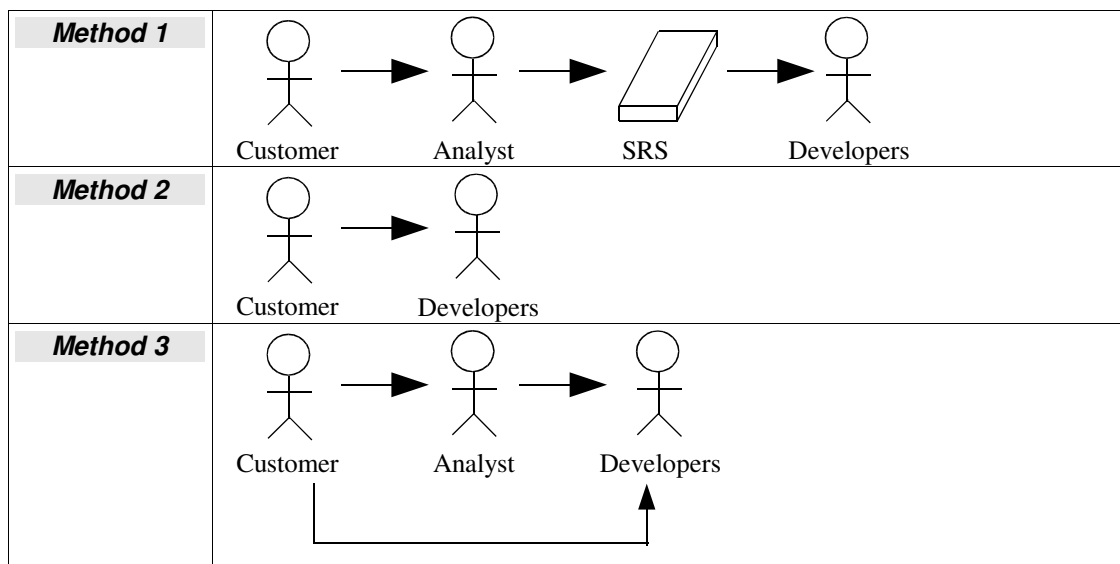 Method 1
Customer Analyst SRS Developers
Method 2
Customer Developers
Method 3
Customer Analyst Developers